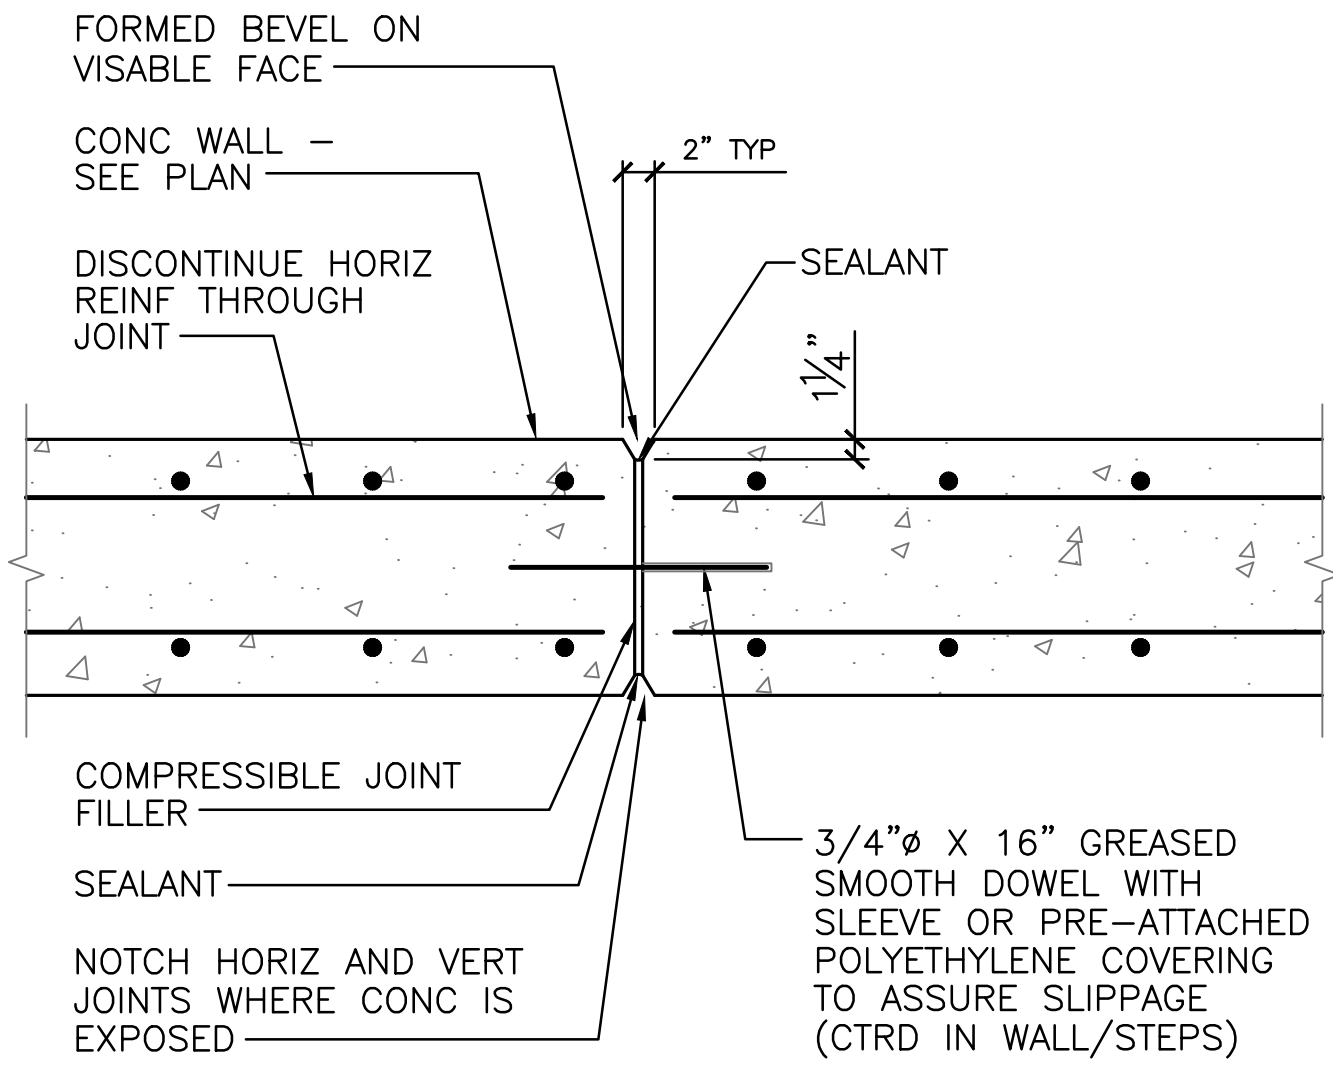 FORMED BEVEL ON
VISABLE FACE
CONC WALL –
SEE PLAN
2" TYP
DISCONTINUE HORIZ
REINF THROUGH
JOINT
SEALANT
1¼"
COMPRESSIBLE JOINT
FILLER
SEALANT
NOTCH HORIZ AND VERT
JOINTS WHERE CONC IS
EXPOSED
3/4"ø X 16" GREASED
SMOOTH DOWEL WITH
SLEEVE OR PRE–ATTACHED
POLYETHYLENE COVERING
TO ASSURE SLIPPAGE
(CTRD IN WALL/STEPS)